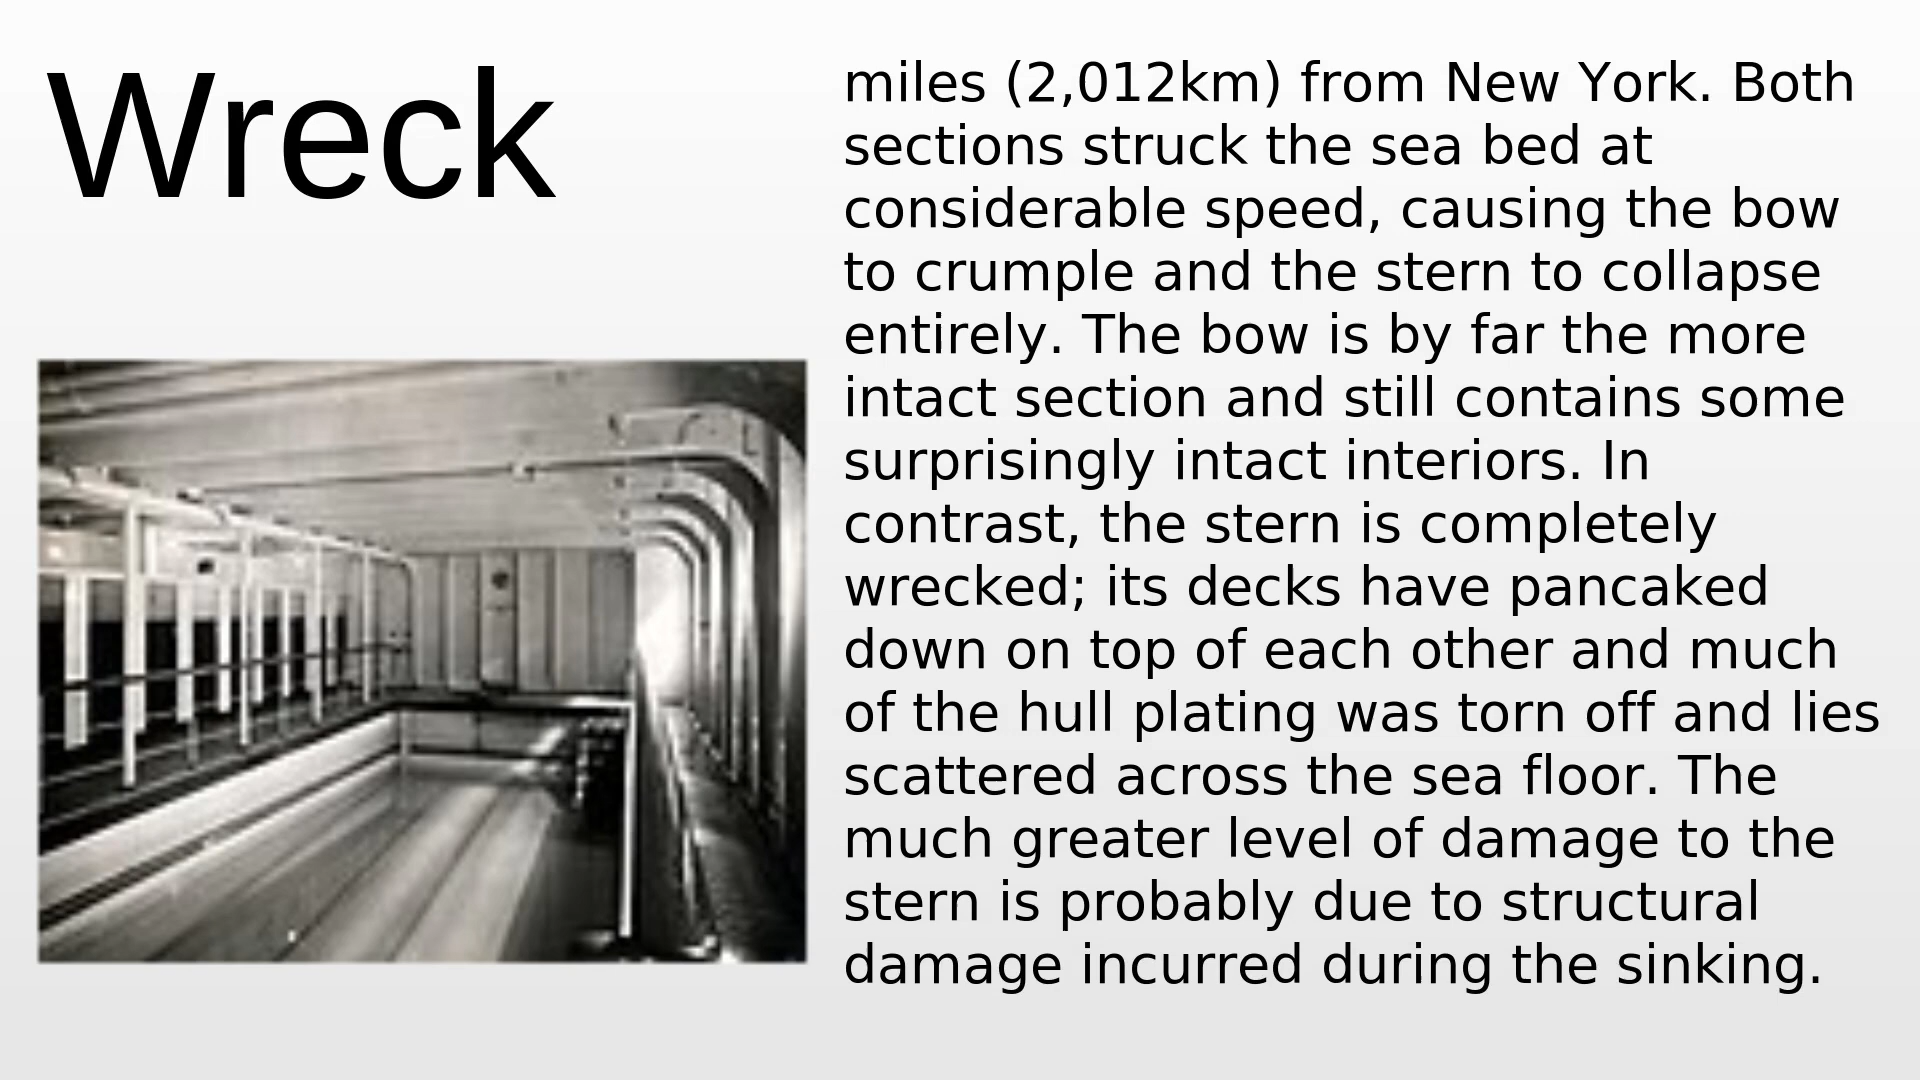 Wreck
miles (2,012km) from New York. Both
sections struck the sea bed at
considerable speed, causing the bow
to crumple and the stern to collapse
entirely. The bow is by far the more
intact section and still contains some
surprisingly intact interiors. In
contrast, the stern is completely
wrecked; its decks have pancaked
down on top of each other and much
of the hull plating was torn off and lies
scattered across the sea floor. The
much greater level of damage to the
stern is probably due to structural
damage incurred during the sinking.